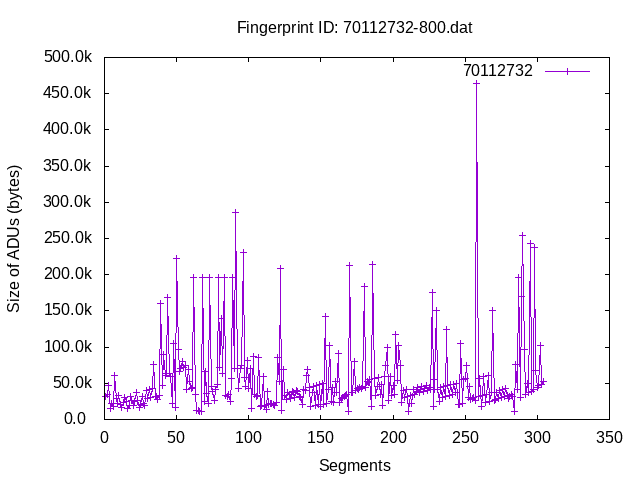 Fingerprint ID: 70112732-800.dat
70112732
500.0k
450.0k
400.0k
350.0k
300.0k
250.0k
200.0k
150.0k
100.0k
50.0k
0.0
Size of ADUs (bytes)
0 50 100 150 200 250 300 350
Segments